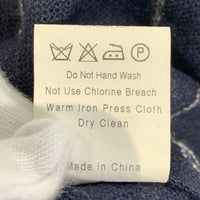 Do Not Hand Wash
Not Use Chlorine Breach
Warm Iron Press Cloth
Dry Clean
Made in China